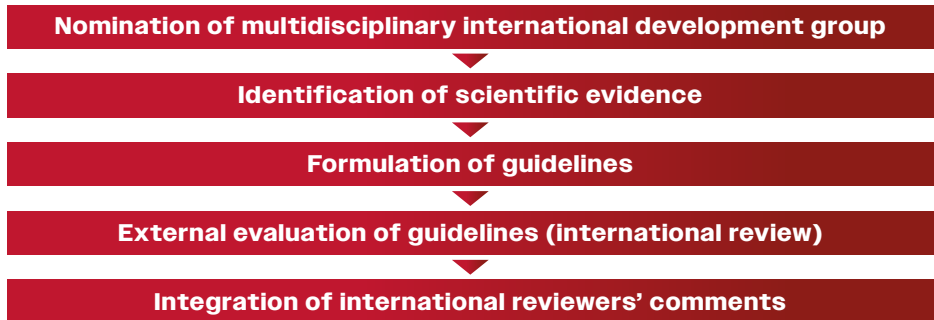 Nomination of multidisciplinary international development group
Identification of scientific evidence
Formulation of guidelines
External evaluation of guidelines (international review)
Integration of international reviewers’ comments